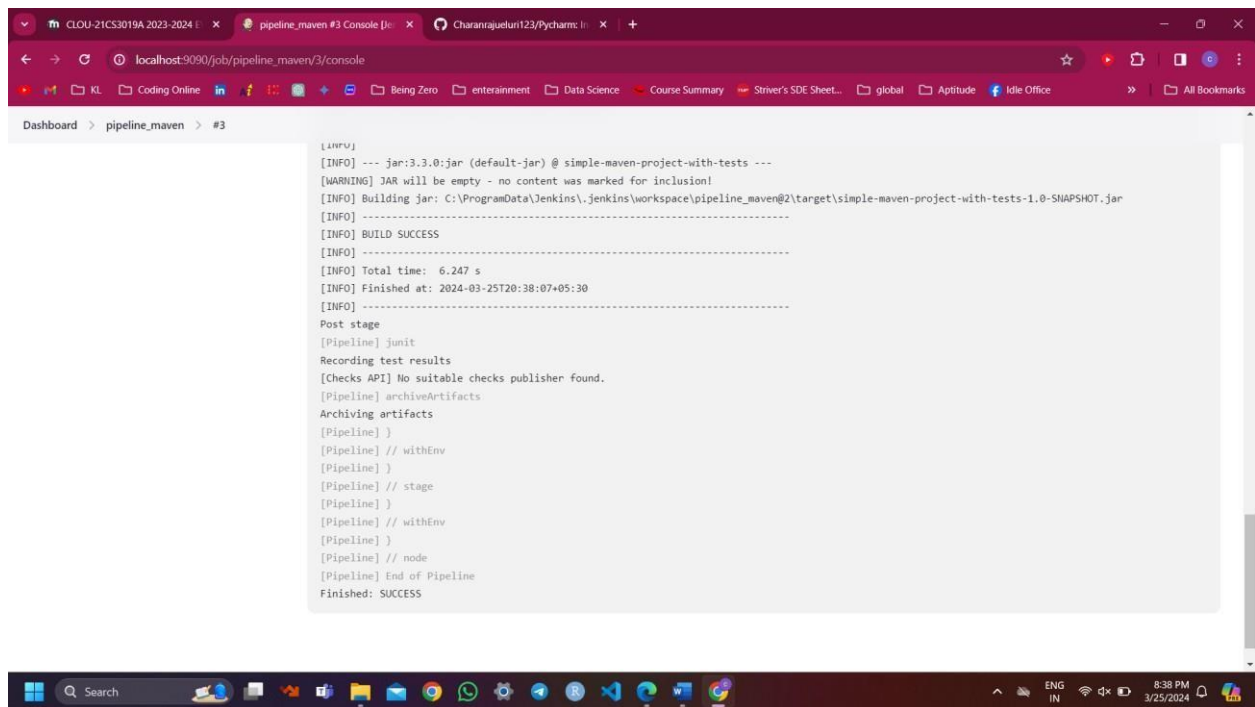 CLOU-21CS3019A 2023-2024 E
pipeline_maven #3 Console [Je
Charanrajueluri123/Pycharm: In
localhost:9090/job/pipeline_maven/3/console
KL
Coding Online
Being Zero
enterainment
Data Science
Course Summary
Striver's SDE Sheet...
global
Aptitude
Idle Office
All Bookmarks
Dashboard > pipeline_maven > #3
[INFO]
[INFO] --- jar:3.3.0:jar (default-jar) @ simple-maven-project-with-tests ---
[WARNING] JAR will be empty - no content was marked for inclusion!
[INFO] Building jar: C:\ProgramData\Jenkins\.jenkins\workspace\pipeline_maven@2\target\simple-maven-project-with-tests-1.0-SNAPSHOT.jar
[INFO] ------------------------------------------------------------------------
[INFO] BUILD SUCCESS
[INFO] ------------------------------------------------------------------------
[INFO] Total time:  6.247 s
[INFO] Finished at: 2024-03-25T20:38:07+05:30
[INFO] ------------------------------------------------------------------------
Post stage
[Pipeline] junit
Recording test results
[Checks API] No suitable checks publisher found.
[Pipeline] archiveArtifacts
Archiving artifacts
[Pipeline] }
[Pipeline] // withEnv
[Pipeline] }
[Pipeline] // stage
[Pipeline] }
[Pipeline] // withEnv
[Pipeline] }
[Pipeline] // node
[Pipeline] End of Pipeline
Finished: SUCCESS
Search
ENG
IN
8:38 PM
3/25/2024